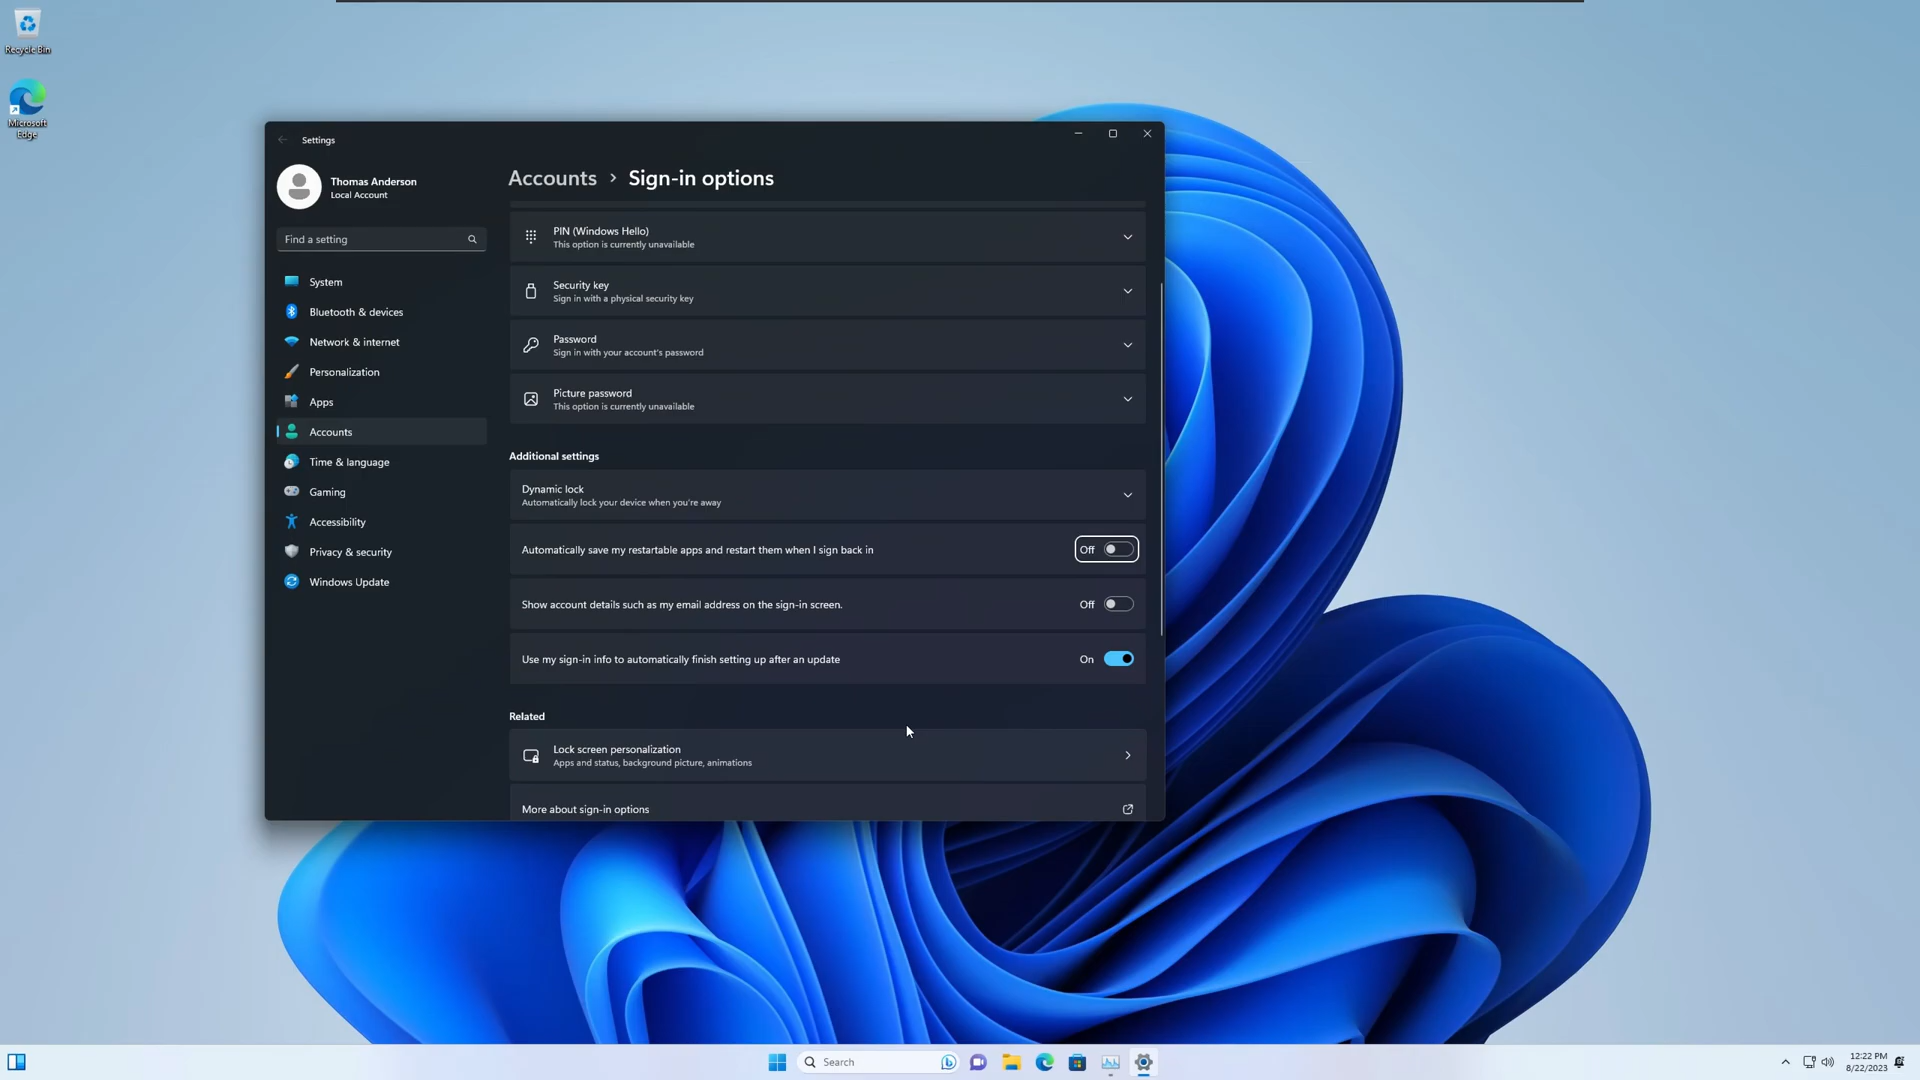 Recycle Bin
Microsoft
Edge
Settings
Thomas Anderson
Local Account
Find a setting
System
Bluetooth & devices
Network & internet
Personalization
Apps
Accounts
Time & language
Gaming
Accessibility
Privacy & security
Windows Update
Accounts > Sign-in options
PIN (Windows Hello)
This option is currently unavailable
Security key
Sign in with a physical security key
Password
Sign in with your account's password
Picture password
This option is currently unavailable
Additional settings
Dynamic lock
Automatically lock your device when you're away
Automatically save my restartable apps and restart them when I sign back in Off
Show account details such as my email address on the sign-in screen. Off
Use my sign-in info to automatically finish setting up after an update On
Related
Lock screen personalization
Apps and status, background picture, animations
More about sign-in options
Search
12:22 PM
8/22/2023